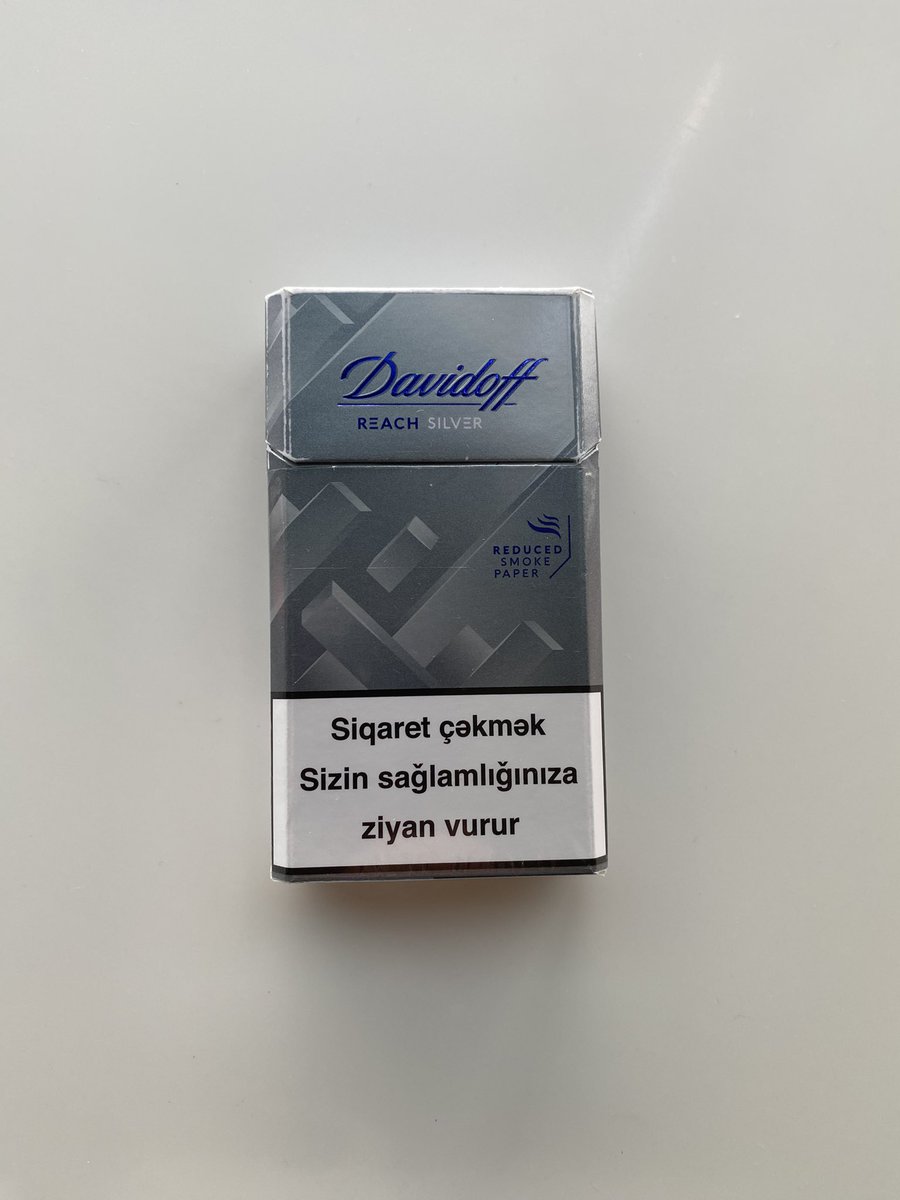 Davidoff
REACH SILVER
REDUCED
SMOKE
PAPER
Siqaret çəkmək
Sizin sağlamlığınıza
ziyan vurur